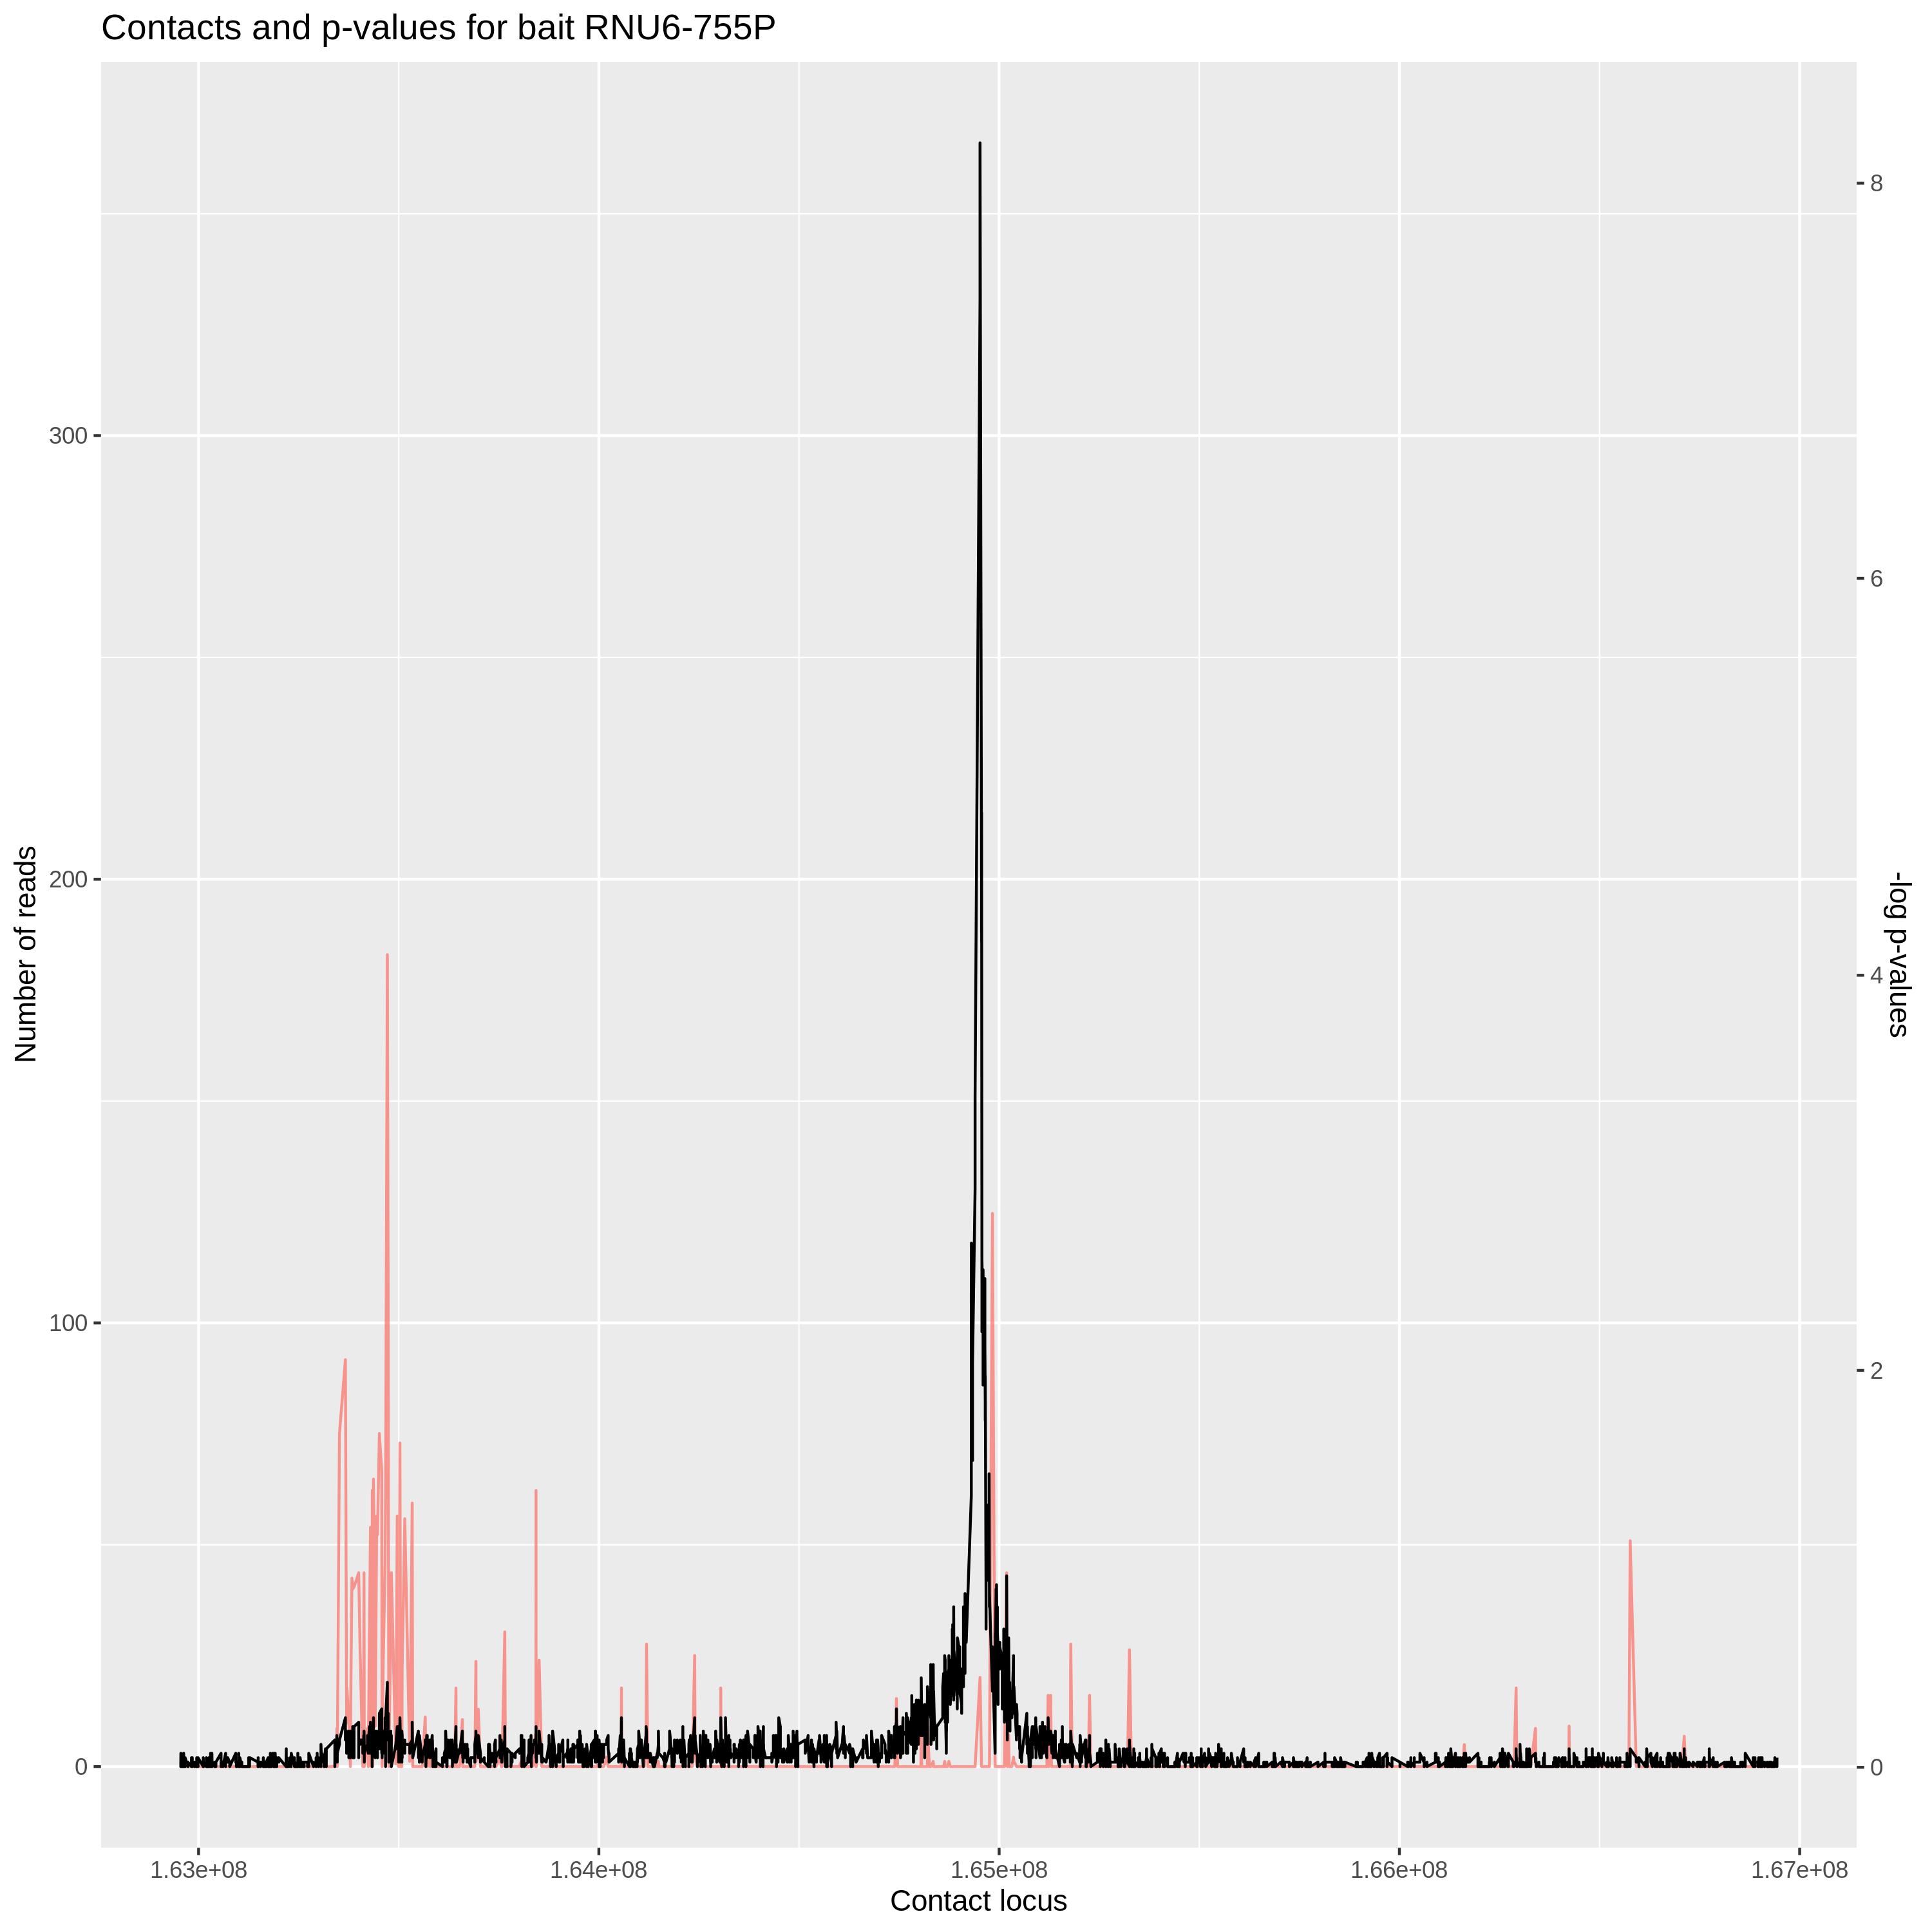 Contacts and p-values for bait RNU6-755P
Number of reads
300
200
100
0
8
6
4
2
0
-log p-values
1.63e+08
1.64e+08
1.65e+08
1.66e+08
1.67e+08
Contact locus